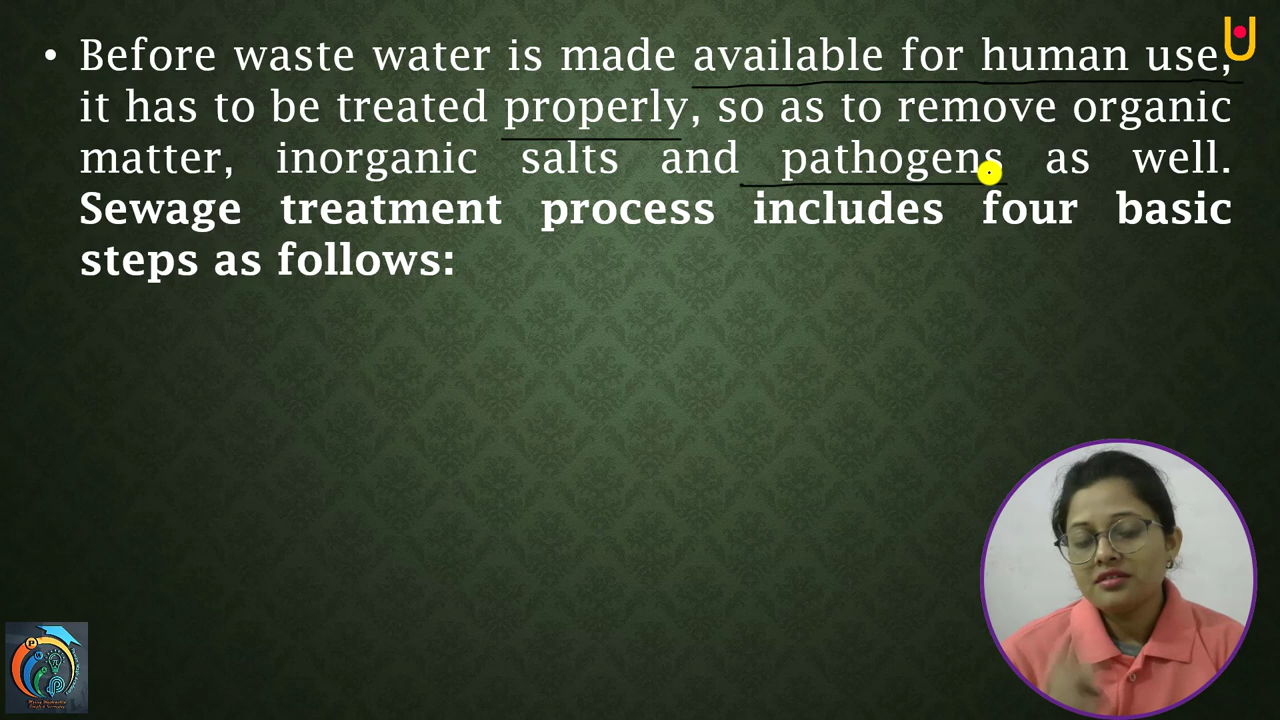 • Before waste water is made available for human use,
it has to be treated properly, so as to remove organic
matter, inorganic salts and pathogens as well.
Sewage treatment process includes four basic
steps as follows: